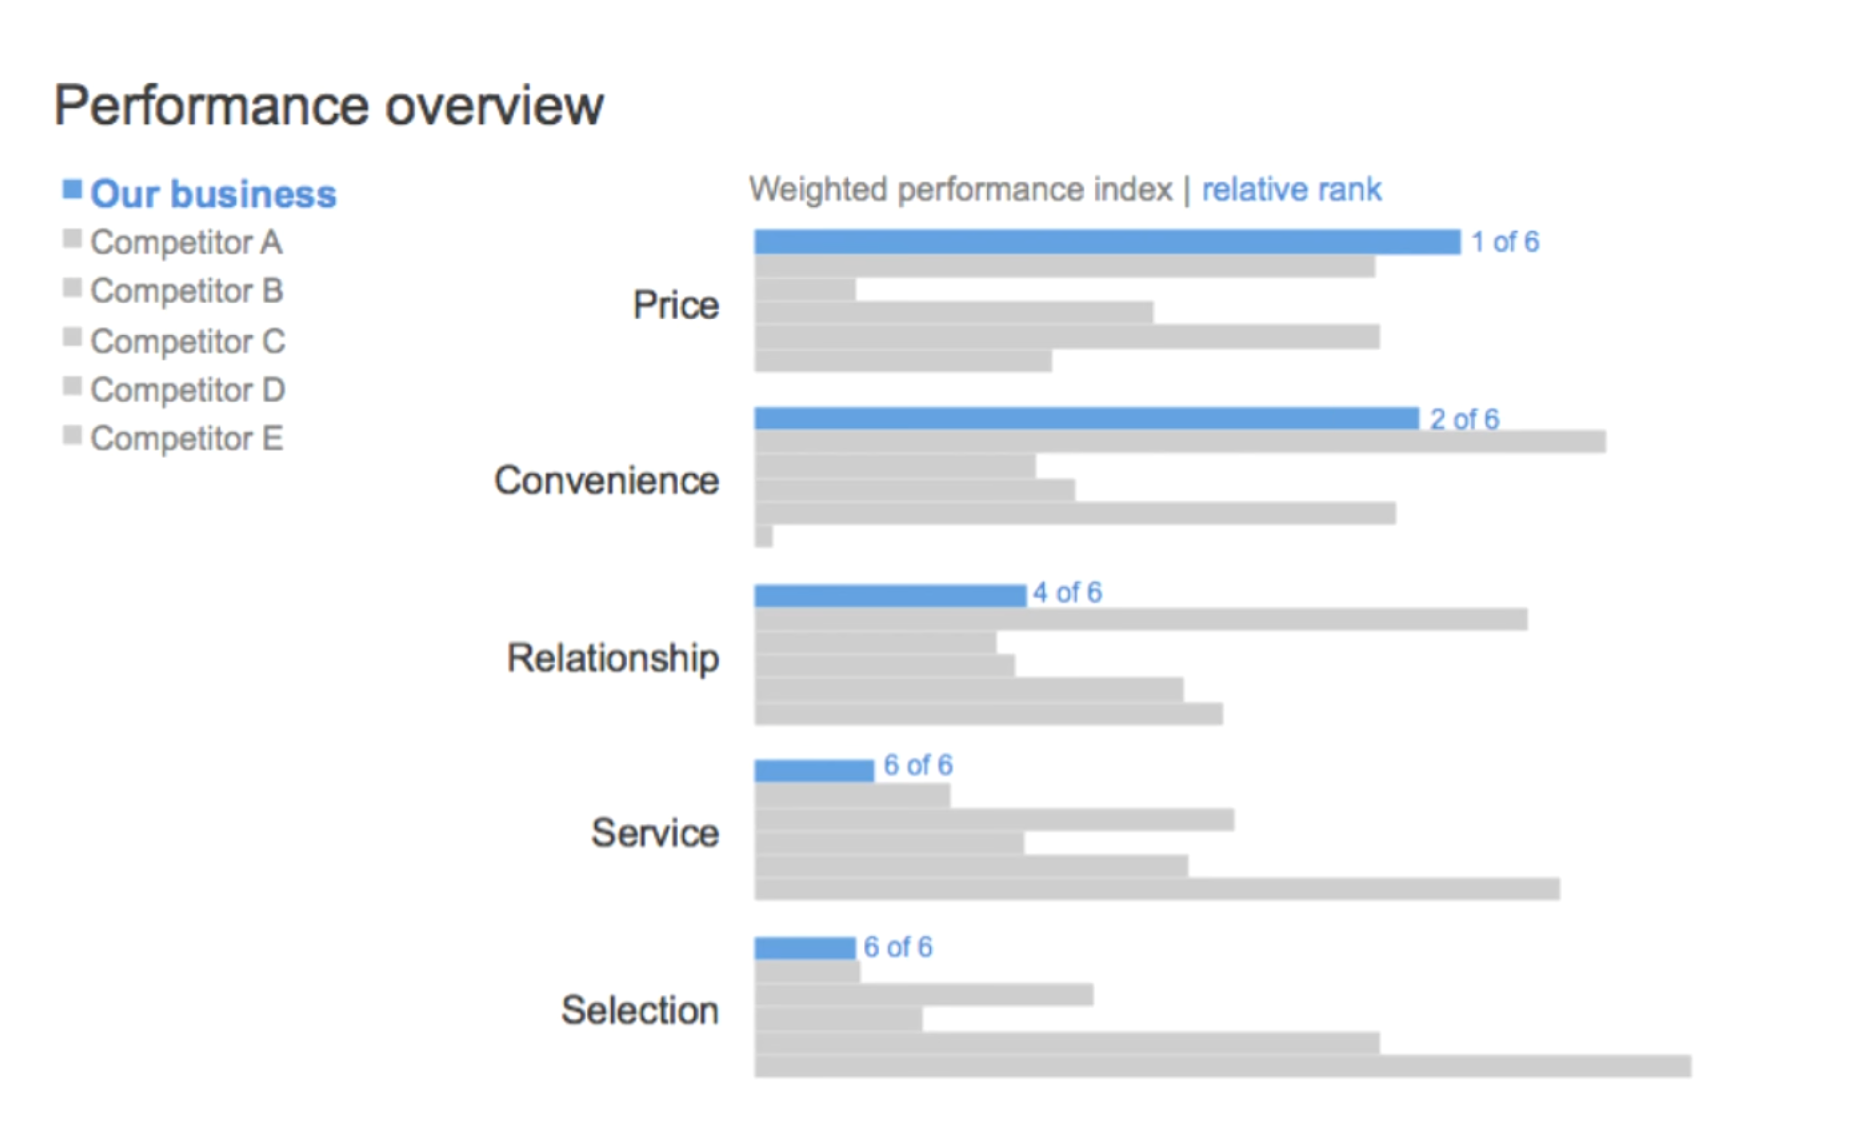 Performance overview
Our business
Competitor A
Competitor B
Competitor C
Competitor D
Competitor E
Weighted performance index | relative rank
Price
1 of 6
Convenience
2 of 6
Relationship
4 of 6
Service
6 of 6
Selection
6 of 6